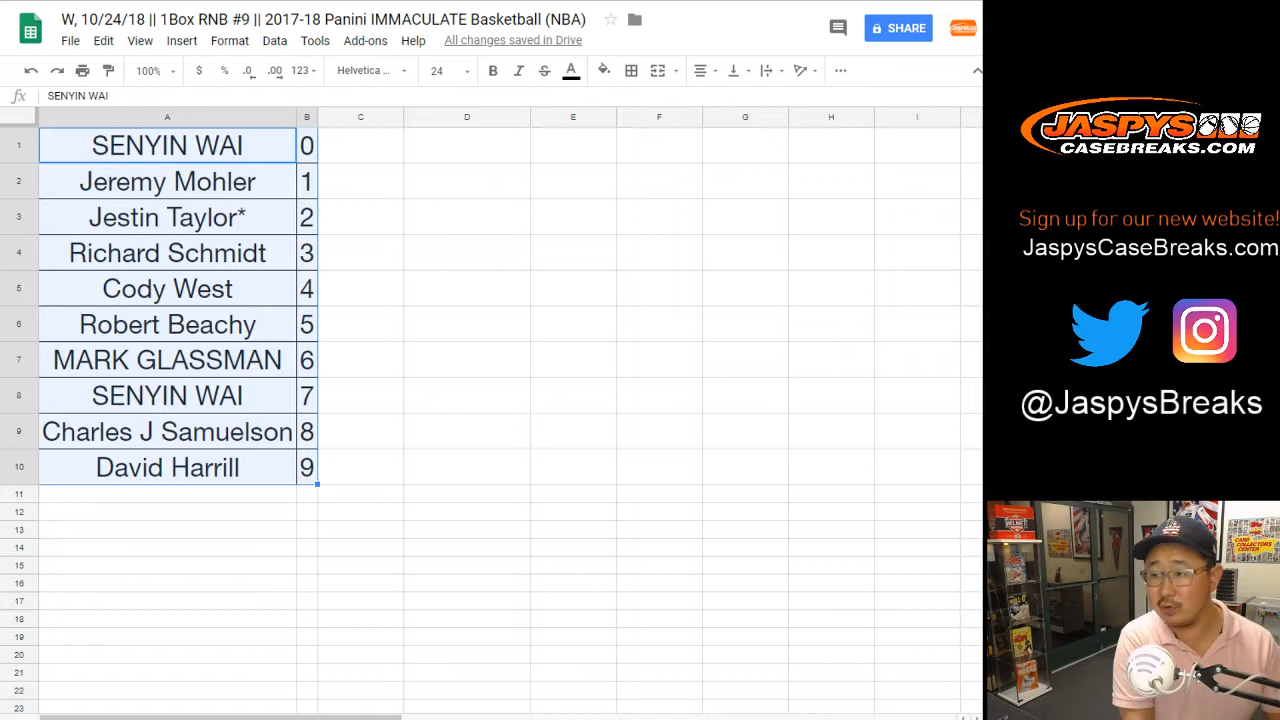 W, 10/24/18 || 1Box RNB #9 || 2017-18 Panini IMMACULATE Basketball (NBA)
File Edit View Insert Format Data Tools Add-ons Help All changes saved in Drive
SHARE
100% $ % .0 .00 123 Helvetica ... 24 B I S A
fx SENYIN WAI
A B C D E F G H I
1 SENYIN WAI 0
2 Jeremy Mohler 1
3 Jestin Taylor* 2
4 Richard Schmidt 3
5 Cody West 4
6 Robert Beachy 5
7 MARK GLASSMAN 6
8 SENYIN WAI 7
9 Charles J Samuelson 8
10 David Harrill 9
11
12
13
14
15
16
17
18
19
20
21
22
23
JASPYS
CASEBREAKS.COM
Sign up for our new website!
JaspysCaseBreaks.com
@JaspysBreaks
CARD
COLLECTORS
CENTER